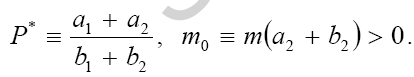 P* ≡ (a₁ + a₂)/(b₁ + b₂), m₀ ≡ m(a₂ + b₂) > 0.